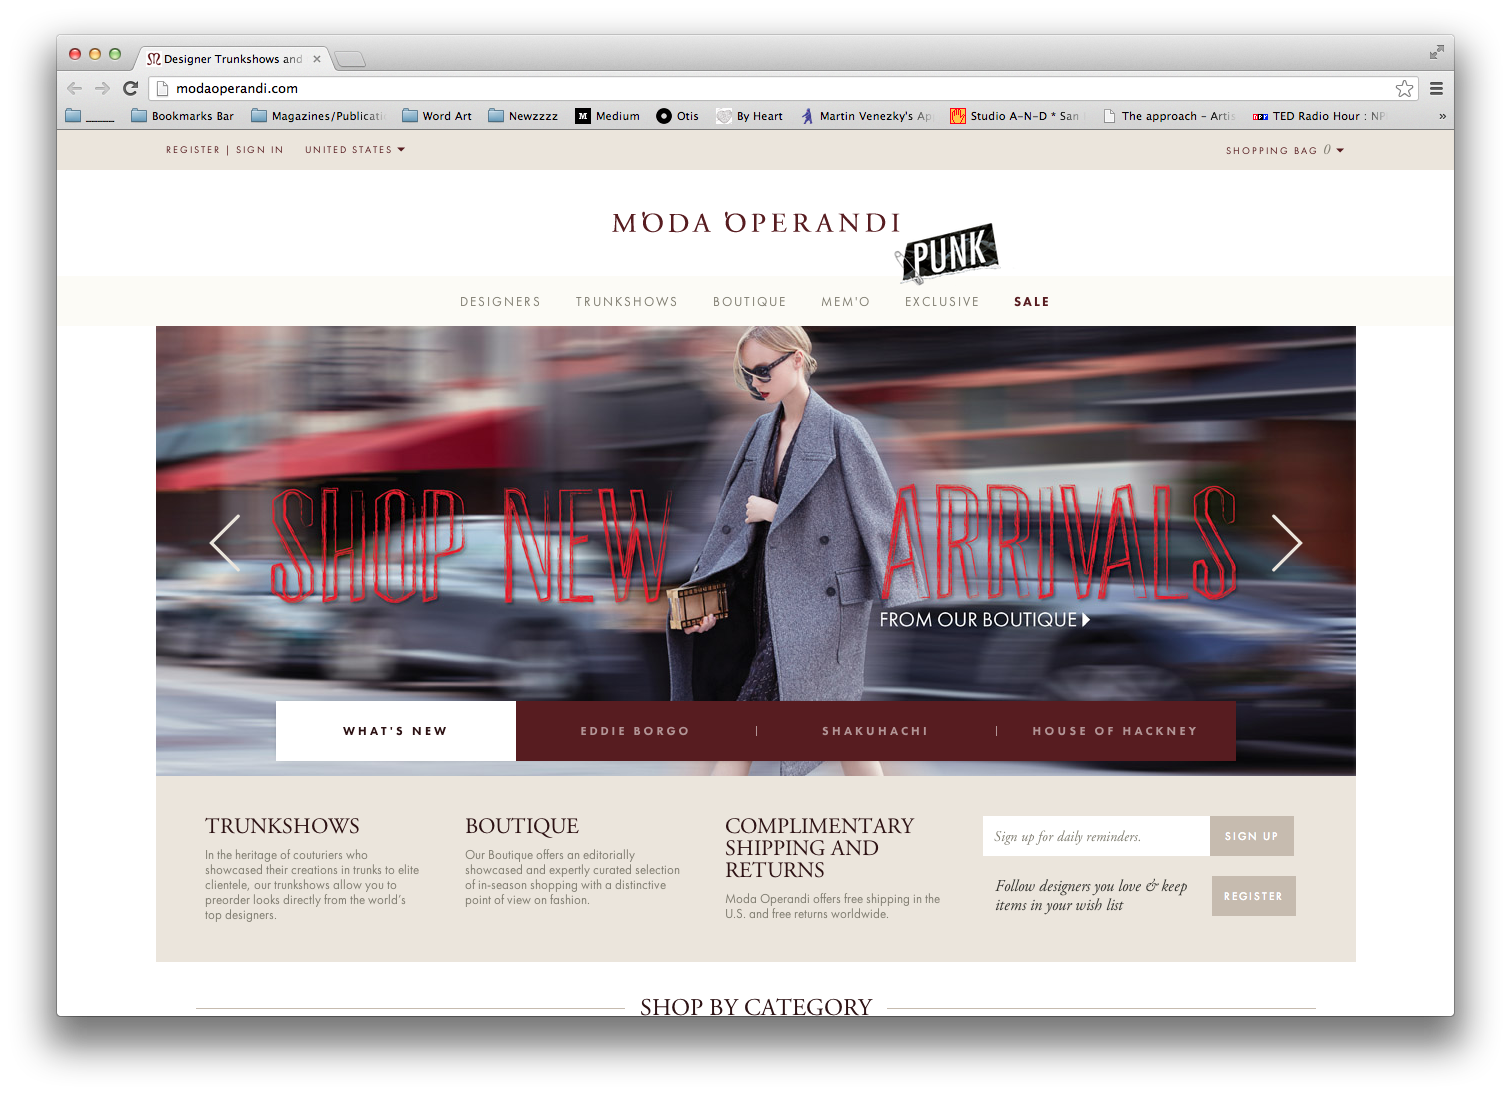 Designer Trunkshows and
modaoperandi.com
Bookmarks Bar Magazines/Publicati Word Art Newzzzz Medium Otis By Heart Martin Venezky's Ap Studio A-N-D * San The approach – Artis TED Radio Hour : NP »
REGISTER | SIGN IN UNITED STATES SHOPPING BAG 0
MODA OPERANDI
PUNK
DESIGNERS TRUNKSHOWS BOUTIQUE MEM'O EXCLUSIVE SALE
SHOP NEW ARRIVALS
FROM OUR BOUTIQUE
WHAT'S NEW EDDIE BORGO | SHAKUHACHI | HOUSE OF HACKNEY
TRUNKSHOWS
In the heritage of couturiers who
showcased their creations in trunks to elite
clientele, our trunkshows allow you to
preorder looks directly from the world's
top designers.
BOUTIQUE
Our Boutique offers an editorially
showcased and expertly curated selection
of in-season shopping with a distinctive
point of view on fashion.
COMPLIMENTARY
SHIPPING AND
RETURNS
Moda Operandi offers free shipping in the
U.S. and free returns worldwide.
Sign up for daily reminders. SIGN UP
Follow designers you love & keep
items in your wish list
REGISTER
SHOP BY CATEGORY